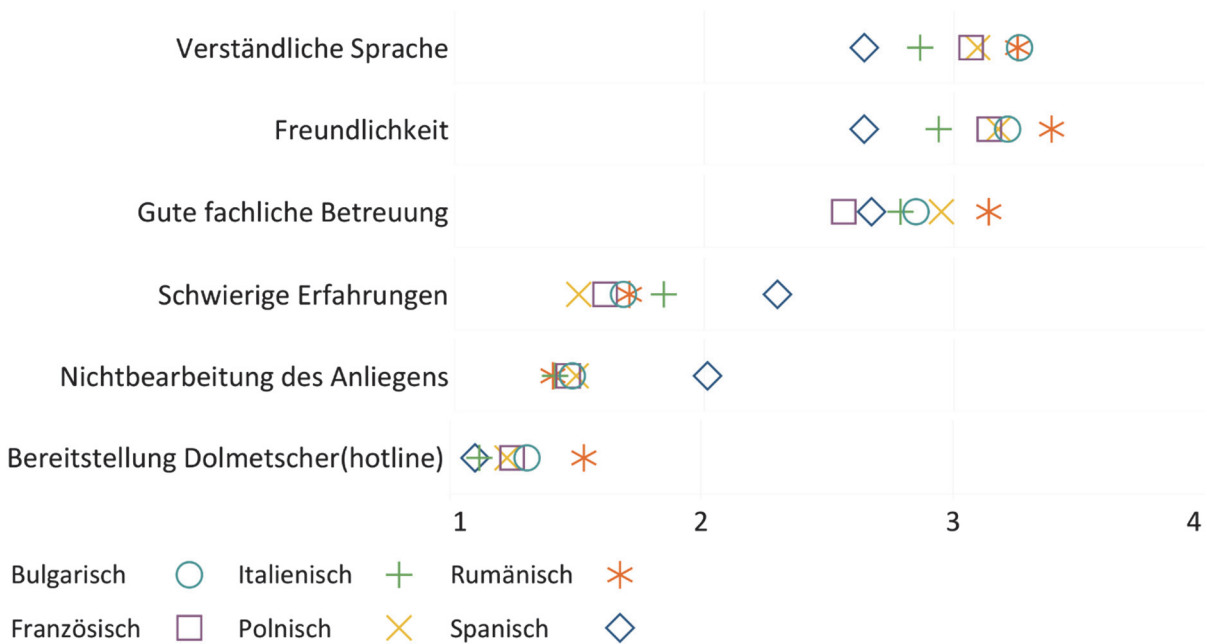 Verständliche Sprache
Freundlichkeit
Gute fachliche Betreuung
Schwierige Erfahrungen
Nichtbearbeitung des Anliegens
Bereitstellung Dolmetscher(hotline)
1 2 3 4
Bulgarisch Italienisch Rumänisch
Französisch Polnisch Spanisch